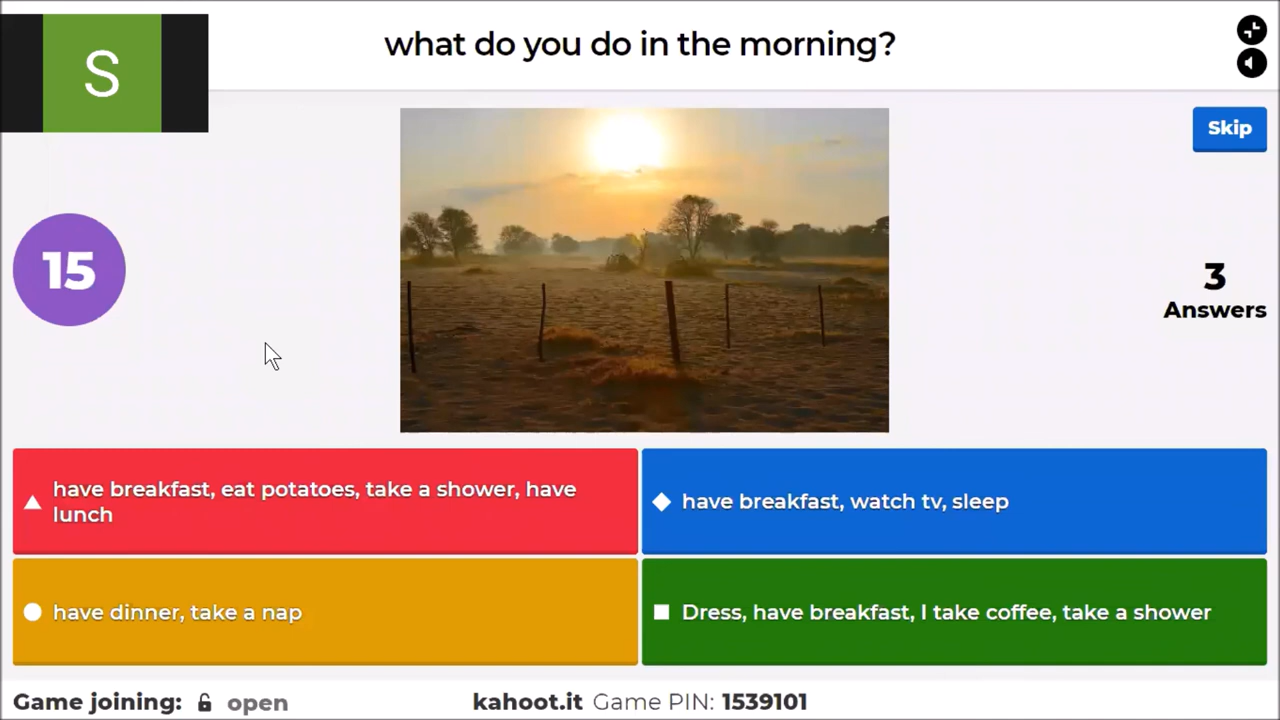 what do you do in the morning?
S
Skip
15
3
Answers
have breakfast, eat potatoes, take a shower, have
lunch
have breakfast, watch tv, sleep
have dinner, take a nap
Dress, have breakfast, I take coffee, take a shower
Game joining: open
kahoot.it Game PIN: 1539101